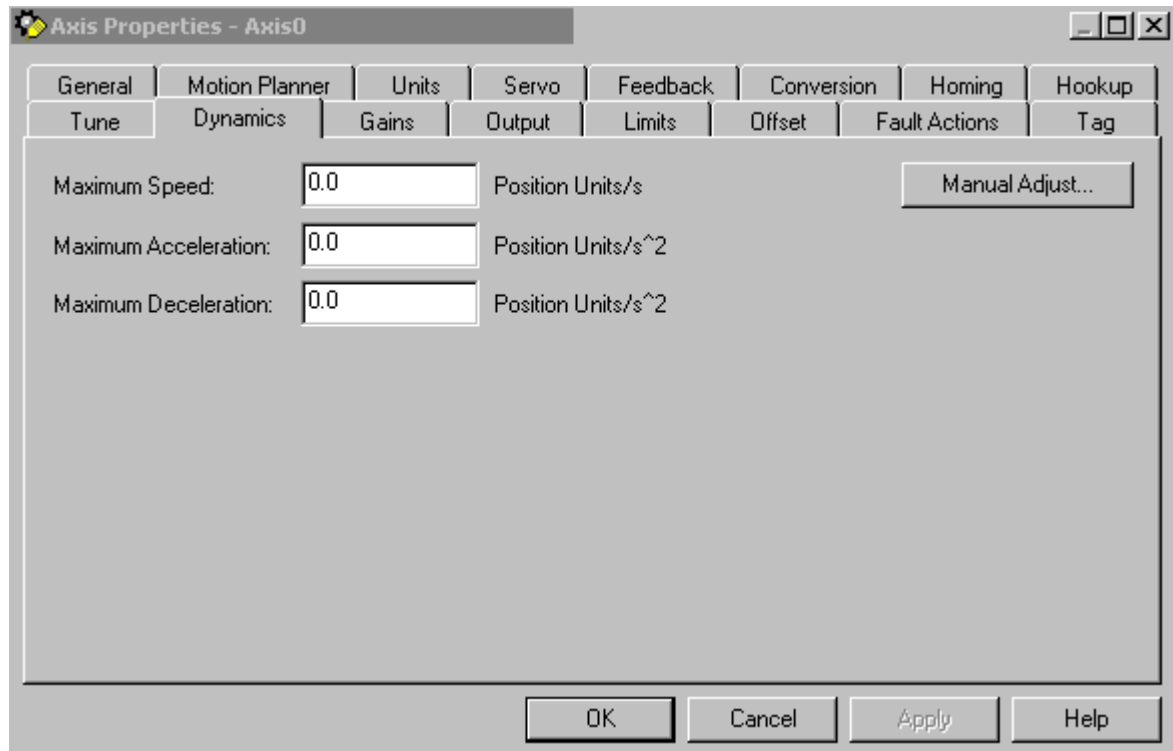 Axis Properties - Axis0
General Motion Planner Units Servo Feedback Conversion Homing Hookup
Tune Dynamics Gains Output Limits Offset Fault Actions Tag
Maximum Speed: 0.0 Position Units/s Manual Adjust...
Maximum Acceleration: 0.0 Position Units/s^2
Maximum Deceleration: 0.0 Position Units/s^2
OK Cancel Apply Help